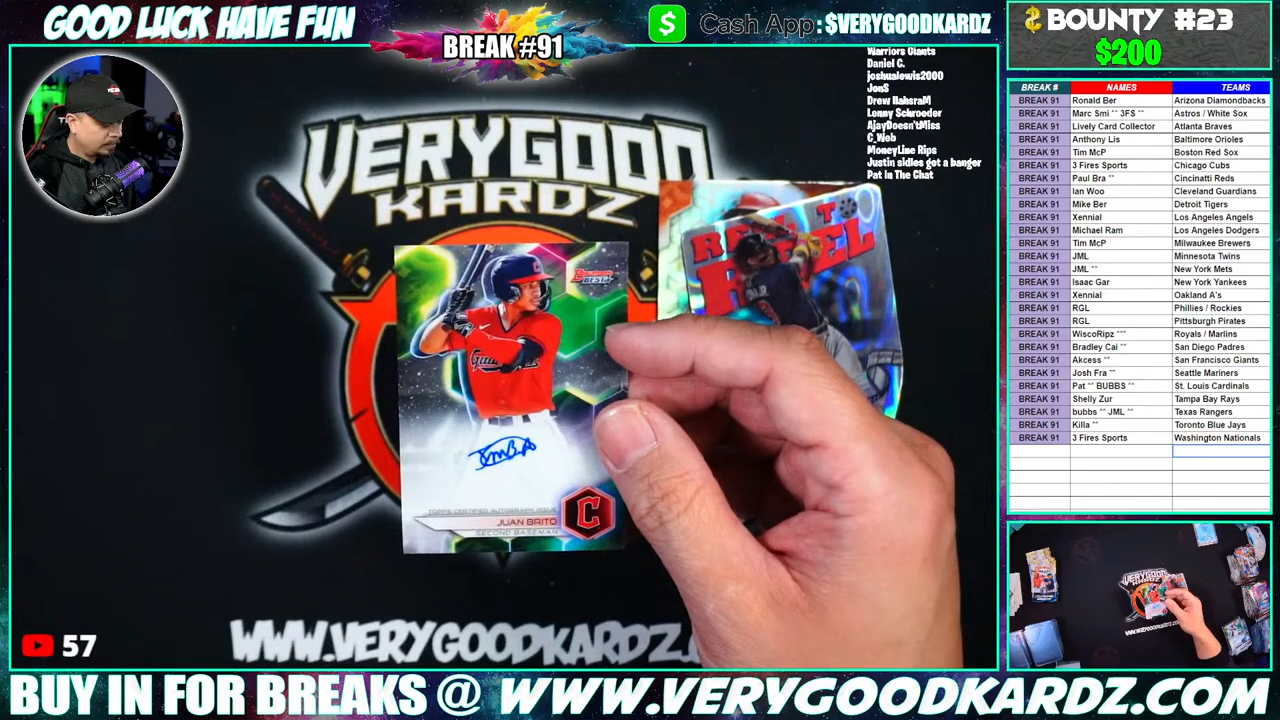 GOOD LUCK HAVE FUN
BREAK #91
Cash App: $VERYGOODKARDZ
$ BOUNTY #23
$200
Warriors Giants
Daniel C.
joshualewis2000
JonS
Drew IlahsraM
Lenny Schroeder
AjayDoesn'tMiss
C_Web
MoneyLine Rips
Justin sidles got a banger
Pat In The Chat
BREAK # NAMES TEAMS
BREAK 91 Ronald Ber Arizona Diamondbacks
BREAK 91 Marc Smi ** 3FS ** Astros / White Sox
BREAK 91 Lively Card Collector Atlanta Braves
BREAK 91 Anthony Lis Baltimore Orioles
BREAK 91 Tim McP Boston Red Sox
BREAK 91 3 Fires Sports Chicago Cubs
BREAK 91 Paul Bra ** Cincinatti Reds
BREAK 91 Ian Woo Cleveland Guardians
BREAK 91 Mike Ber Detroit Tigers
BREAK 91 Xennial Los Angeles Angels
BREAK 91 Michael Ram Los Angeles Dodgers
BREAK 91 Tim McP Milwaukee Brewers
BREAK 91 JML Minnesota Twins
BREAK 91 JML ** New York Mets
BREAK 91 Isaac Gar New York Yankees
BREAK 91 Xennial Oakland A's
BREAK 91 RGL Phillies / Rockies
BREAK 91 RGL Pittsburgh Pirates
BREAK 91 WiscoRipz *** Royals / Marlins
BREAK 91 Bradley Cai ** San Diego Padres
BREAK 91 Akcess ** San Francisco Giants
BREAK 91 Josh Fra ** Seattle Mariners
BREAK 91 Pat ** BUBBS ** St. Louis Cardinals
BREAK 91 Shelly Zur Tampa Bay Rays
BREAK 91 bubbs ** JML ** Texas Rangers
BREAK 91 Killa ** Toronto Blue Jays
BREAK 91 3 Fires Sports Washington Nationals
VERYGOOD
KARDZ
BOWMAN'S
BEST
TOPPS CERTIFIED AUTOGRAPH ISSUE
JUAN BRITO
SECOND BASEMAN
C
WWW.VERYGOODKARDZ.
57
BUY IN FOR BREAKS @ WWW.VERYGOODKARDZ.COM